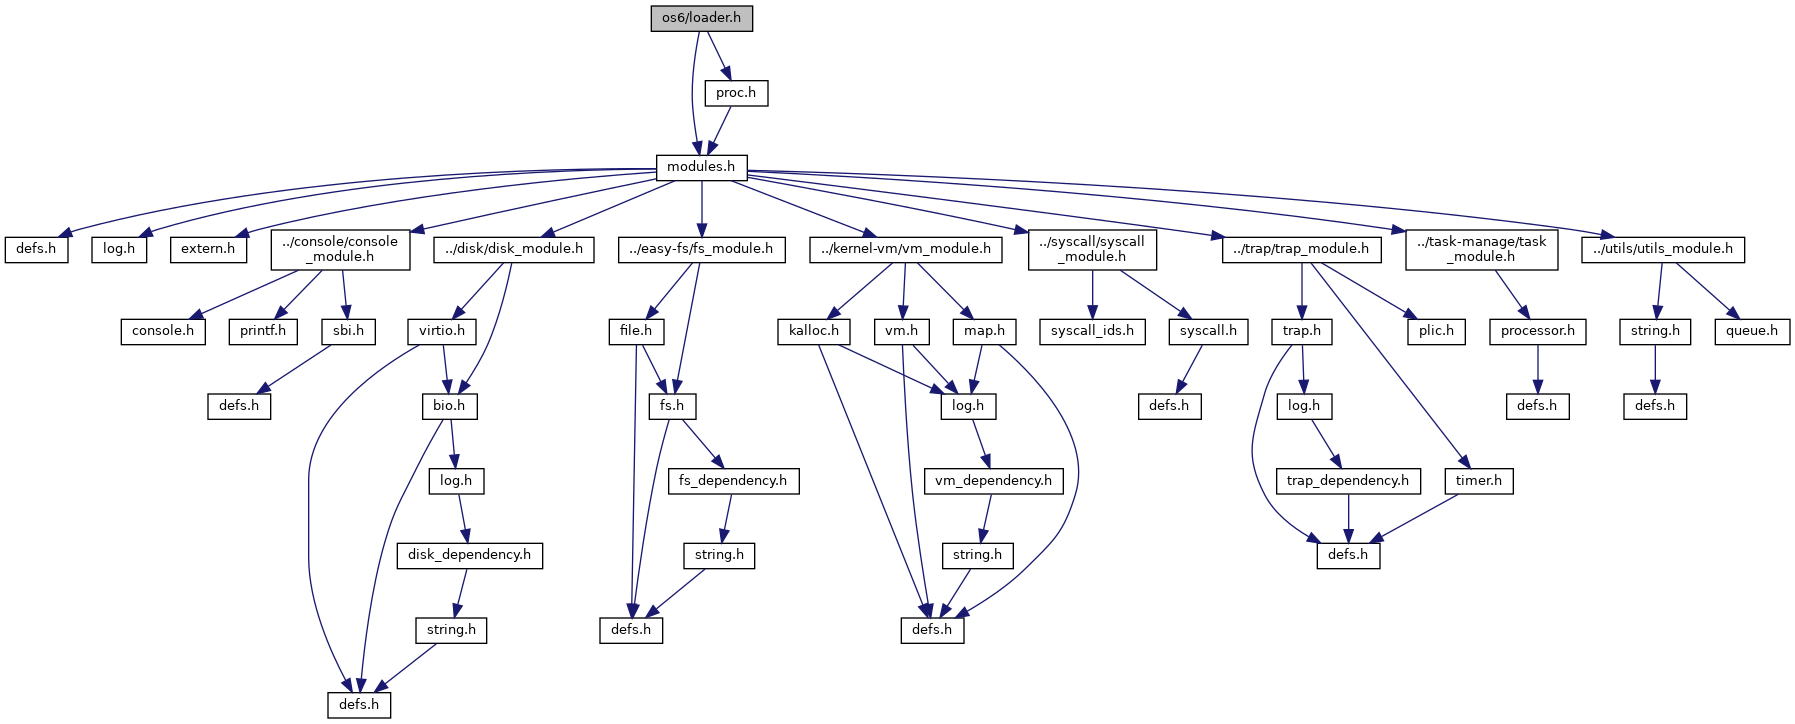 os6/loader.h
proc.h
modules.h
defs.h
log.h
extern.h
../console/console
_module.h
../disk/disk_module.h
../easy-fs/fs_module.h
../kernel-vm/vm_module.h
../syscall/syscall
_module.h
../trap/trap_module.h
../task-manage/task
_module.h
../utils/utils_module.h
console.h
printf.h
sbi.h
virtio.h
file.h
kalloc.h
vm.h
map.h
syscall_ids.h
syscall.h
trap.h
plic.h
processor.h
string.h
queue.h
defs.h
bio.h
fs.h
log.h
defs.h
log.h
defs.h
defs.h
log.h
fs_dependency.h
vm_dependency.h
trap_dependency.h
timer.h
disk_dependency.h
string.h
string.h
defs.h
string.h
defs.h
defs.h
defs.h